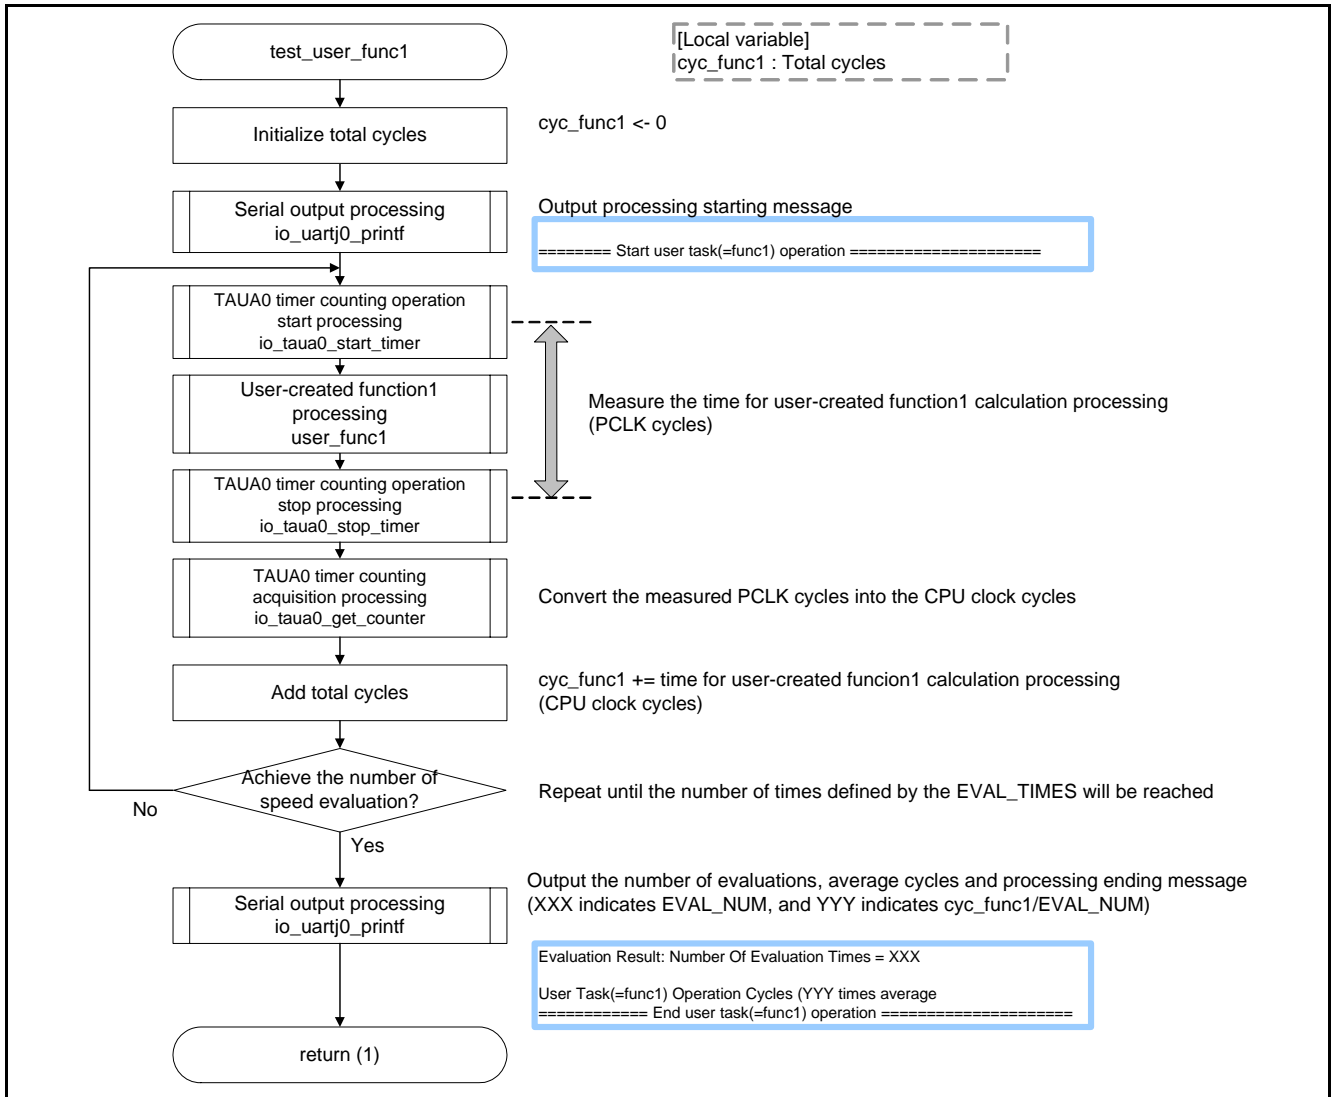 test_user_func1
[Local variable]
cyc_func1 : Total cycles
Initialize total cycles
cyc_func1 <- 0
Serial output processing
io_uartj0_printf
Output processing starting message
======== Start user task(=func1) operation =====================
TAUA0 timer counting operation
start processing
io_taua0_start_timer
User-created function1
processing
user_func1
Measure the time for user-created function1 calculation processing
(PCLK cycles)
TAUA0 timer counting operation
stop processing
io_taua0_stop_timer
TAUA0 timer counting
acquisition processing
io_taua0_get_counter
Convert the measured PCLK cycles into the CPU clock cycles
Add total cycles
cyc_func1 += time for user-created funcion1 calculation processing
(CPU clock cycles)
Achieve the number of
speed evaluation?
Repeat until the number of times defined by the EVAL_TIMES will be reached
No
Yes
Serial output processing
io_uartj0_printf
Output the number of evaluations, average cycles and processing ending message
(XXX indicates EVAL_NUM, and YYY indicates cyc_func1/EVAL_NUM)
Evaluation Result: Number Of Evaluation Times = XXX
User Task(=func1) Operation Cycles (YYY times average
============ End user task(=func1) operation =====================
return (1)